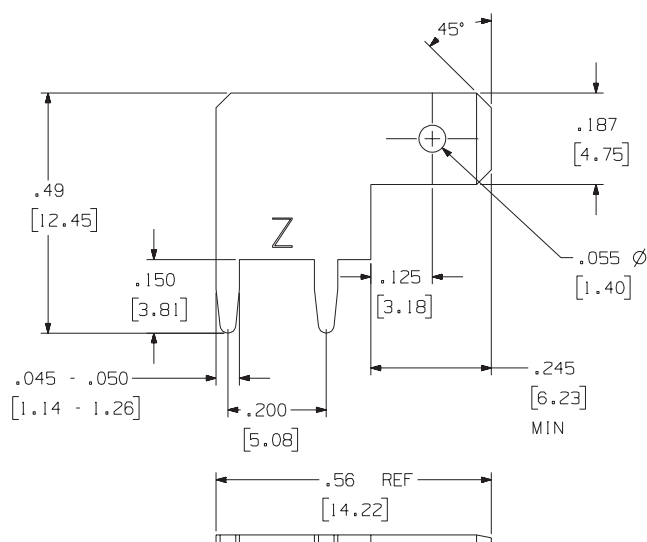 45°
.187
[4.75]
.49
[12.45]
Z
.055 Ø
[1.40]
.150
[3.81]
.125
[3.18]
.045 - .050
[1.14 - 1.26]
.245
[6.23]
MIN
.200
[5.08]
.56 REF
[14.22]